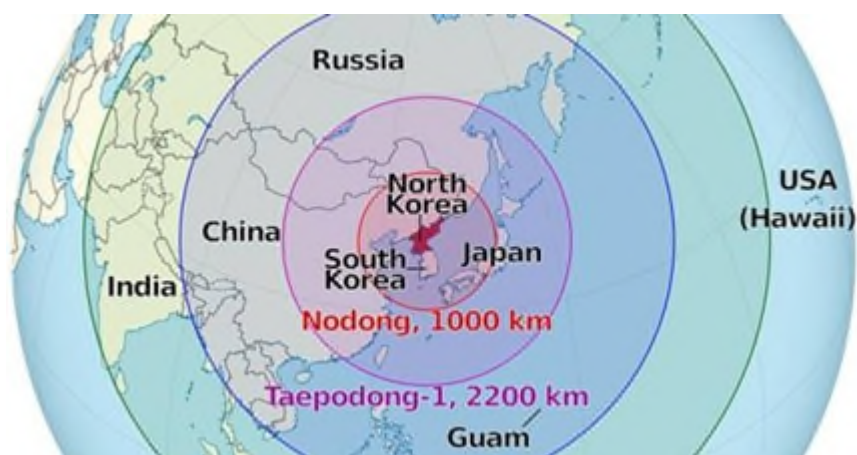 Russia
North
Korea
USA
(Hawaii)
China
South
Korea
Japan
India
Nodong, 1000 km
Taepodong-1, 2200 km
Guam